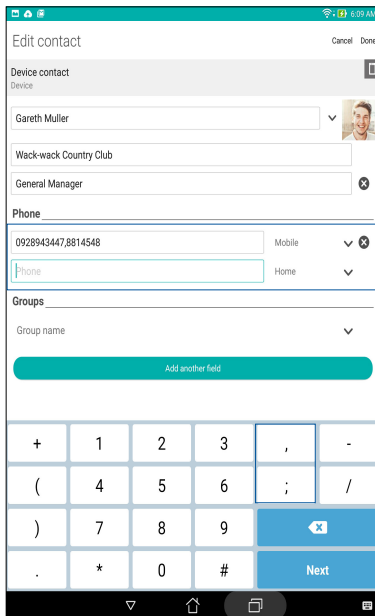 6:09 AM
Edit contact
Cancel Done
Device contact
Device
Gareth Muller
Wack-wack Country Club
General Manager
Phone
0928943447,8814548 Mobile
Phone Home
Groups
Group name
Add another field
+ 1 2 3 , -
( 4 5 6 ; /
) 7 8 9
. * 0 # Next